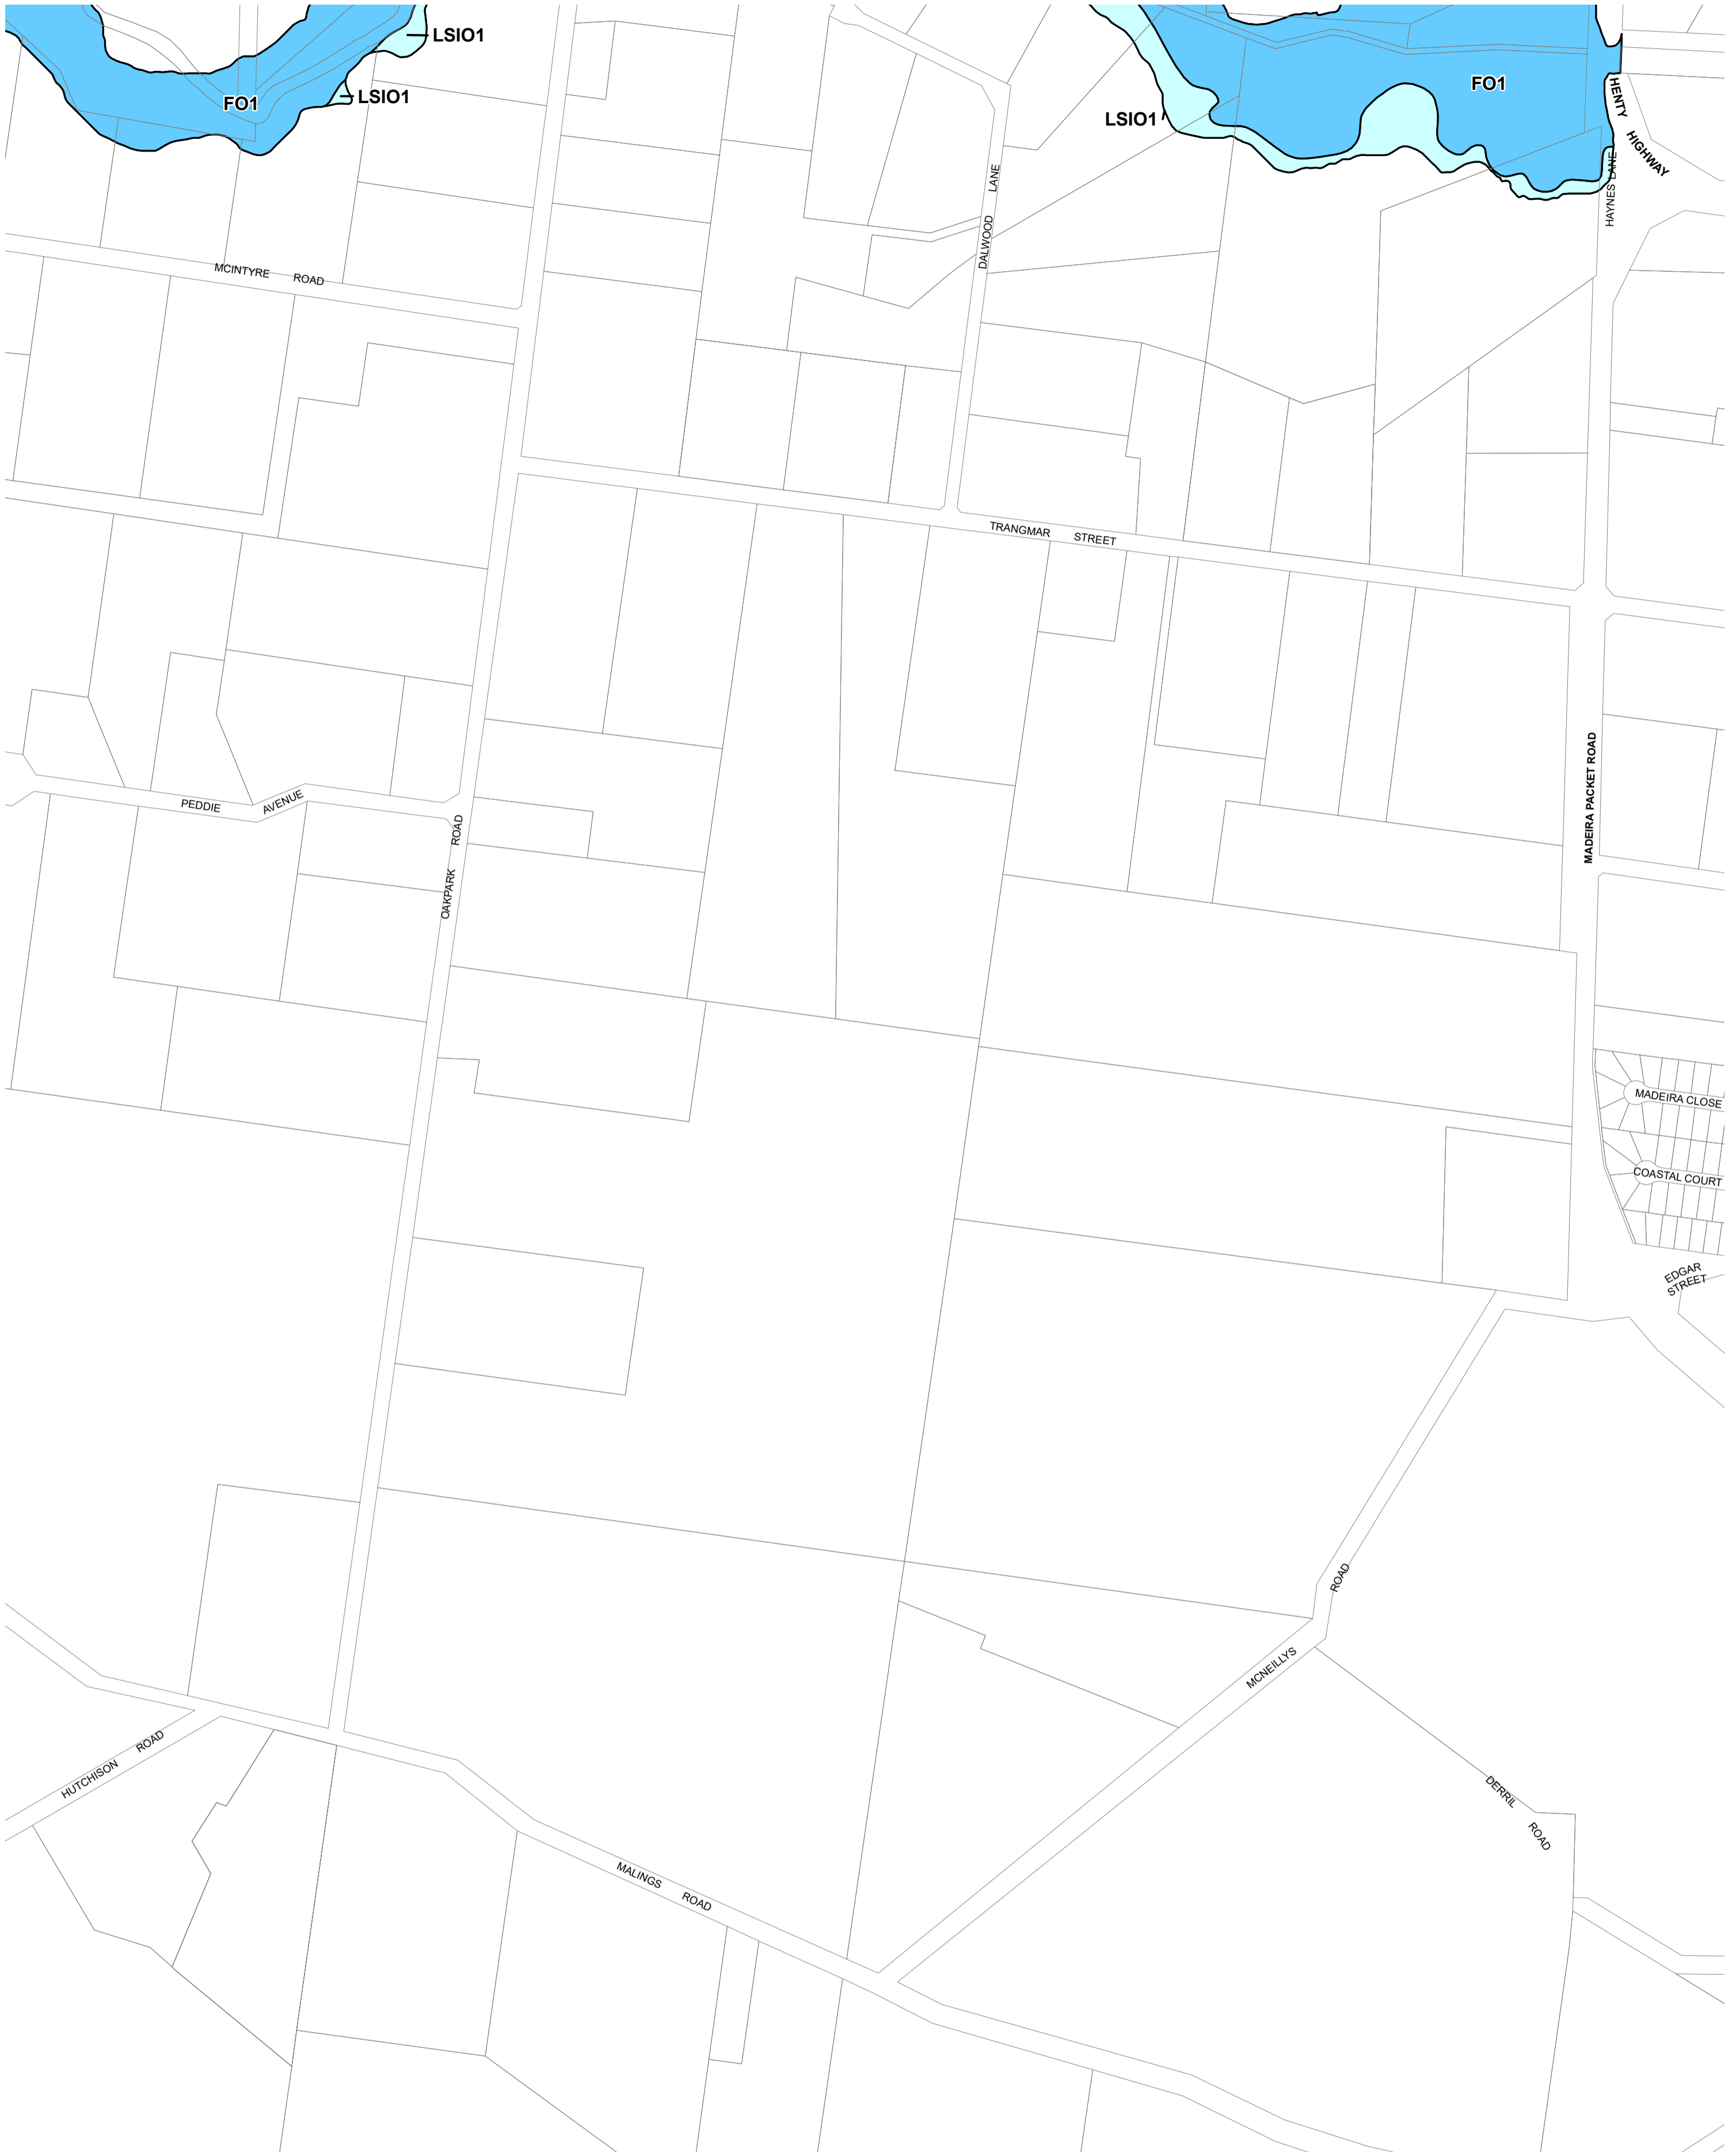 LSIO1
FO1
LSIO1
FO1
LSIO1
HENTY HIGHWAY
HAYNES LANE
DALWOOD LANE
MCINTYRE ROAD
TRANGMAR STREET
MADEIRA PACKET ROAD
PEDDIE AVENUE
OAKPARK ROAD
MADEIRA CLOSE
COASTAL COURT
EDGAR
STREET
MCNEILLYS ROAD
HUTCHISON ROAD
DERRIL ROAD
MALINGS ROAD